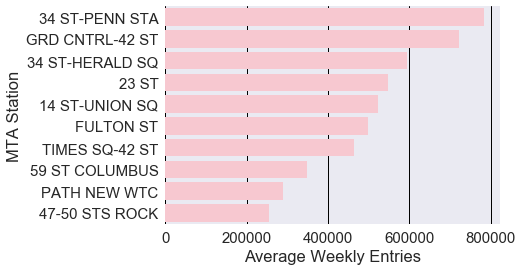 34 ST-PENN STA
GRD CNTRL-42 ST
34 ST-HERALD SQ
23 ST
14 ST-UNION SQ
FULTON ST
TIMES SQ-42 ST
59 ST COLUMBUS
PATH NEW WTC
47-50 STS ROCK
MTA Station
0 200000 400000 600000 800000
Average Weekly Entries